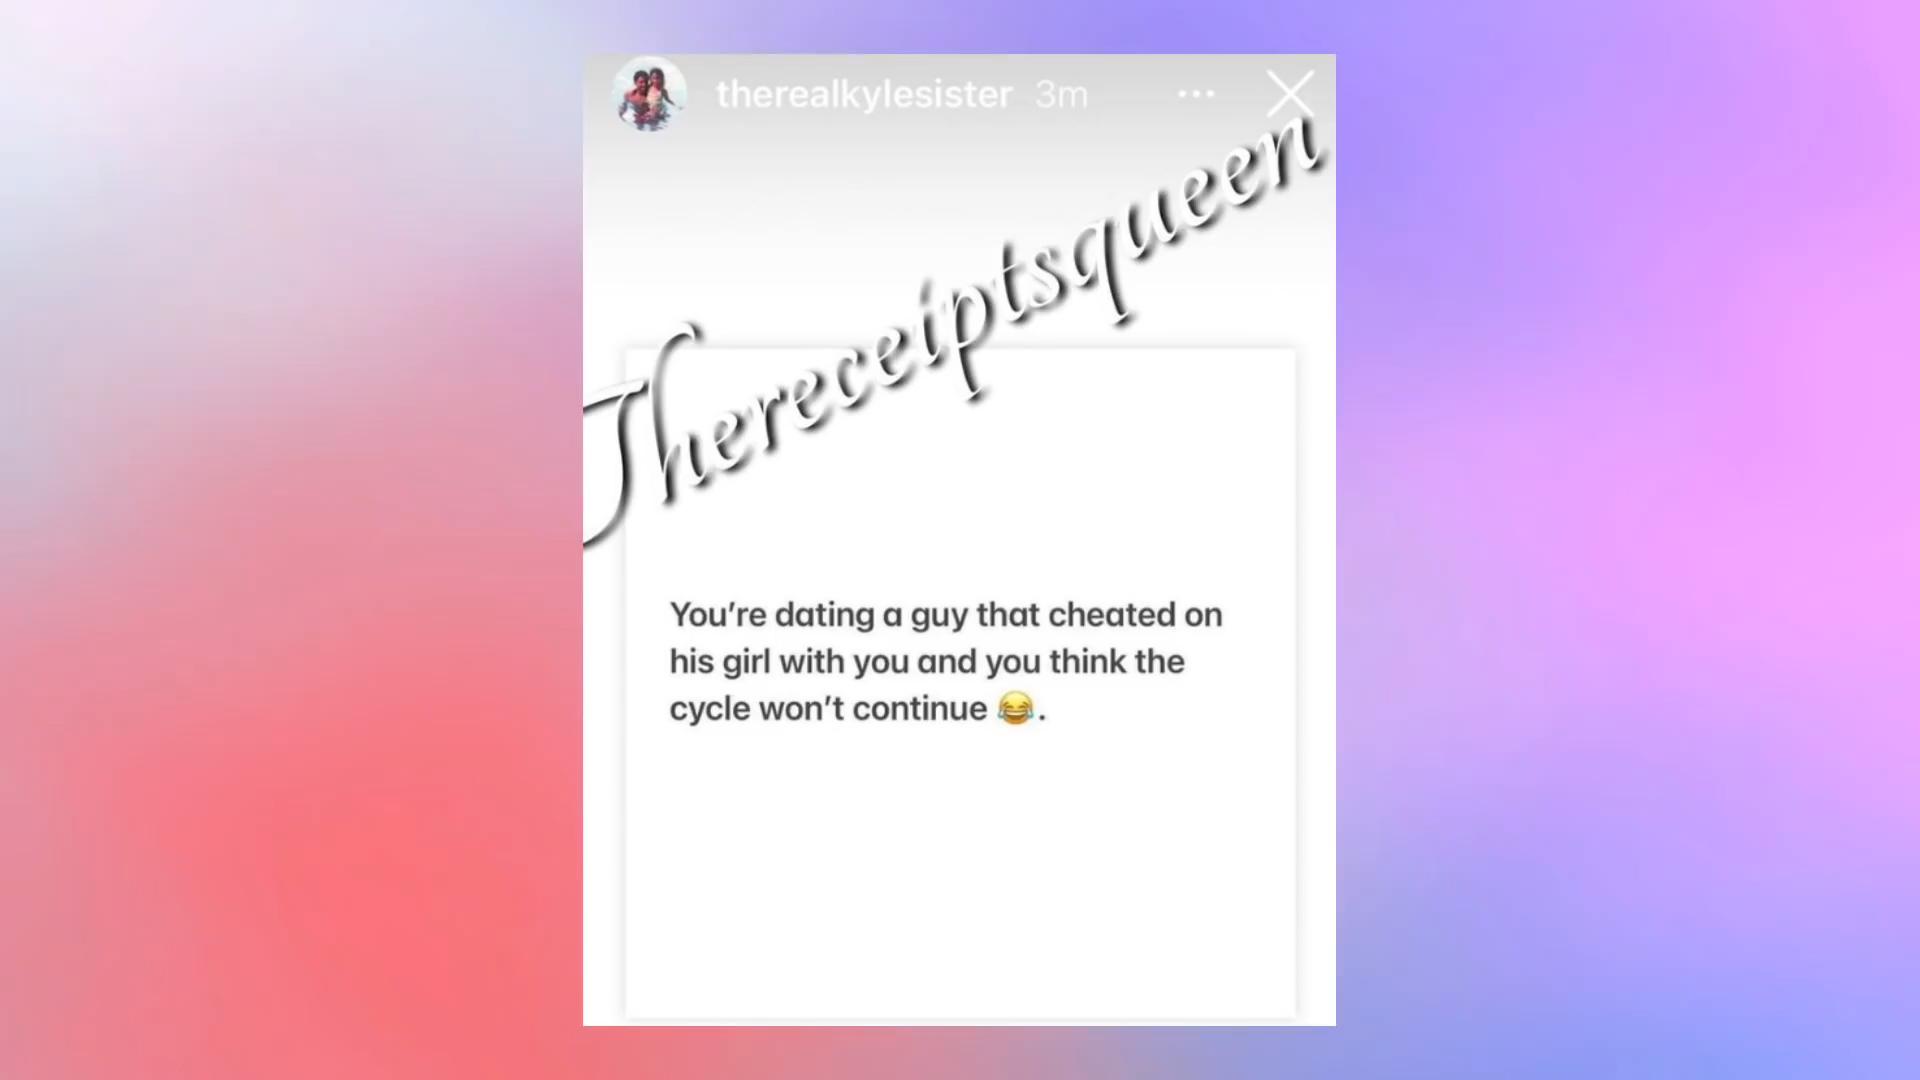 therealkylesister 3m
Thereceiptsqueen
You’re dating a guy that cheated on
his girl with you and you think the
cycle won’t continue 😂.